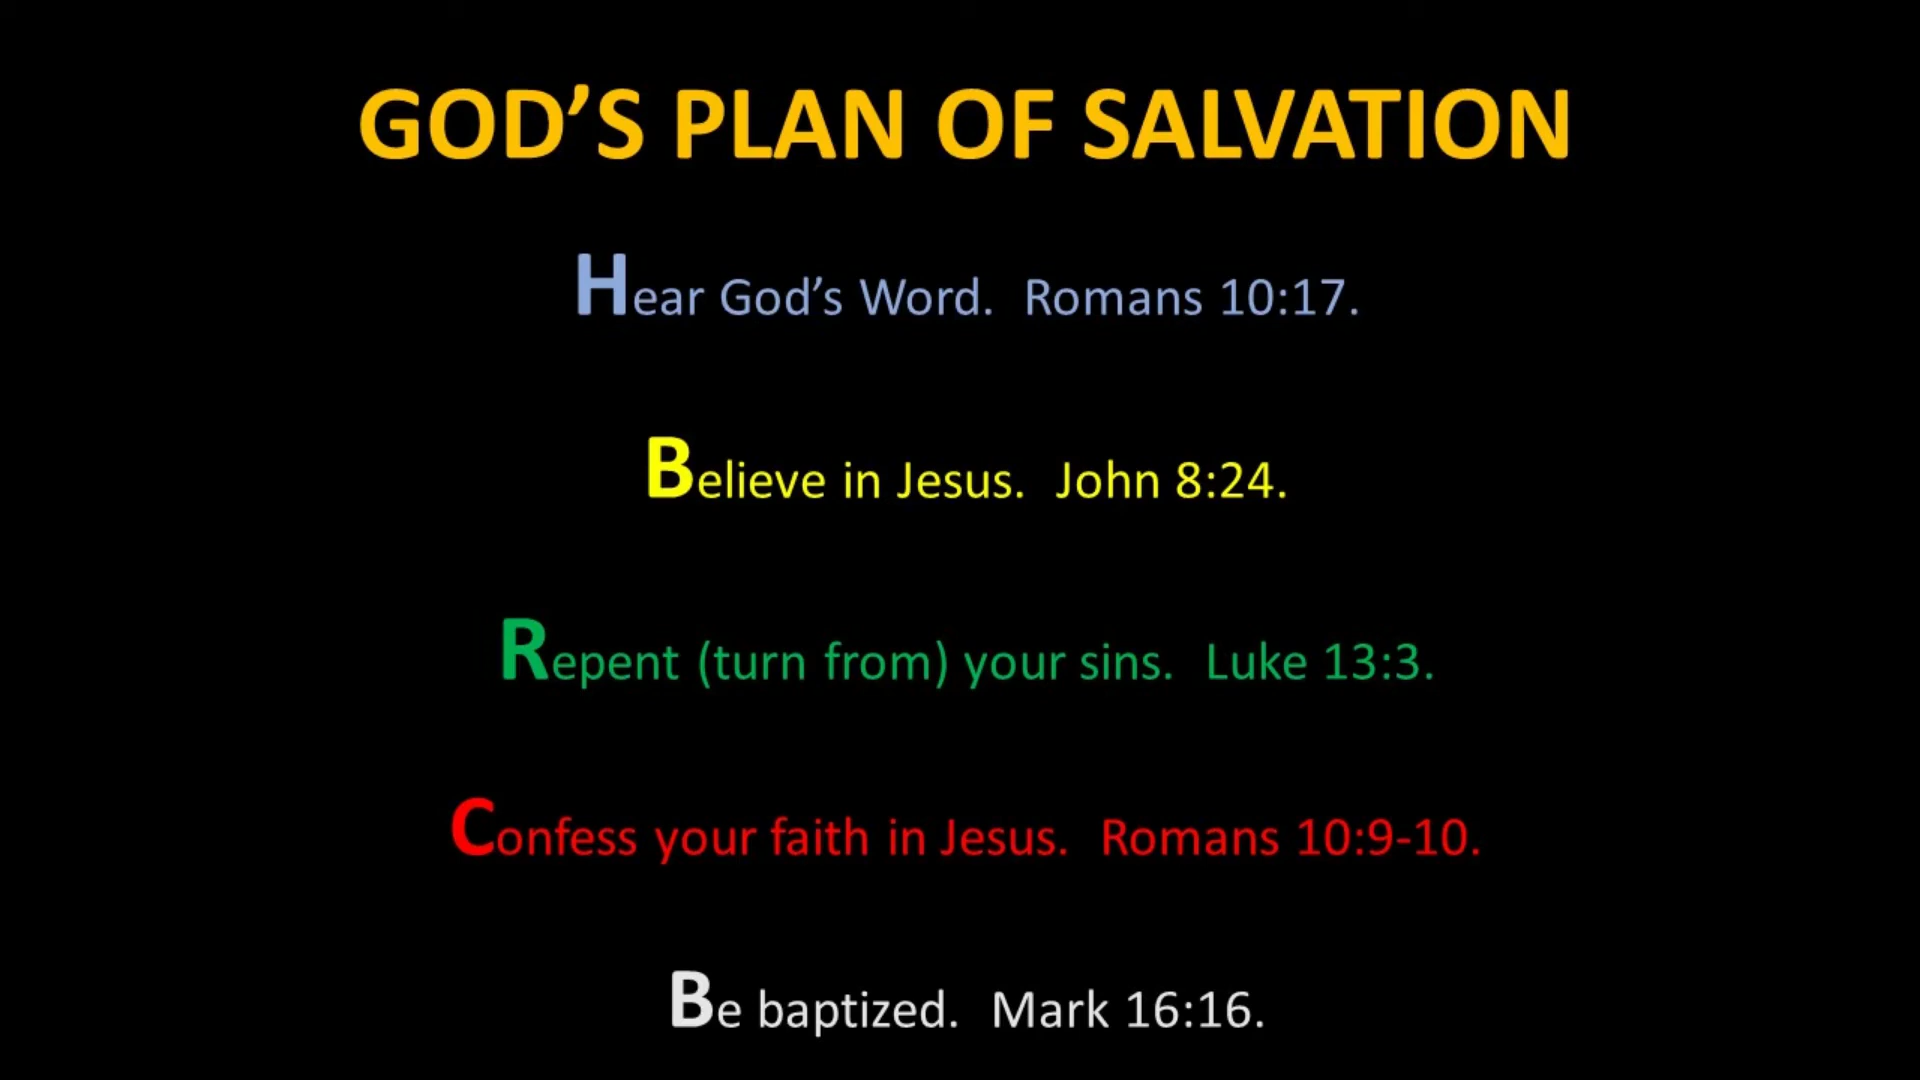 GOD’S PLAN OF SALVATION
Hear God’s Word.  Romans 10:17.
Believe in Jesus.  John 8:24.
Repent (turn from) your sins.  Luke 13:3.
Confess your faith in Jesus.  Romans 10:9-10.
Be baptized.  Mark 16:16.